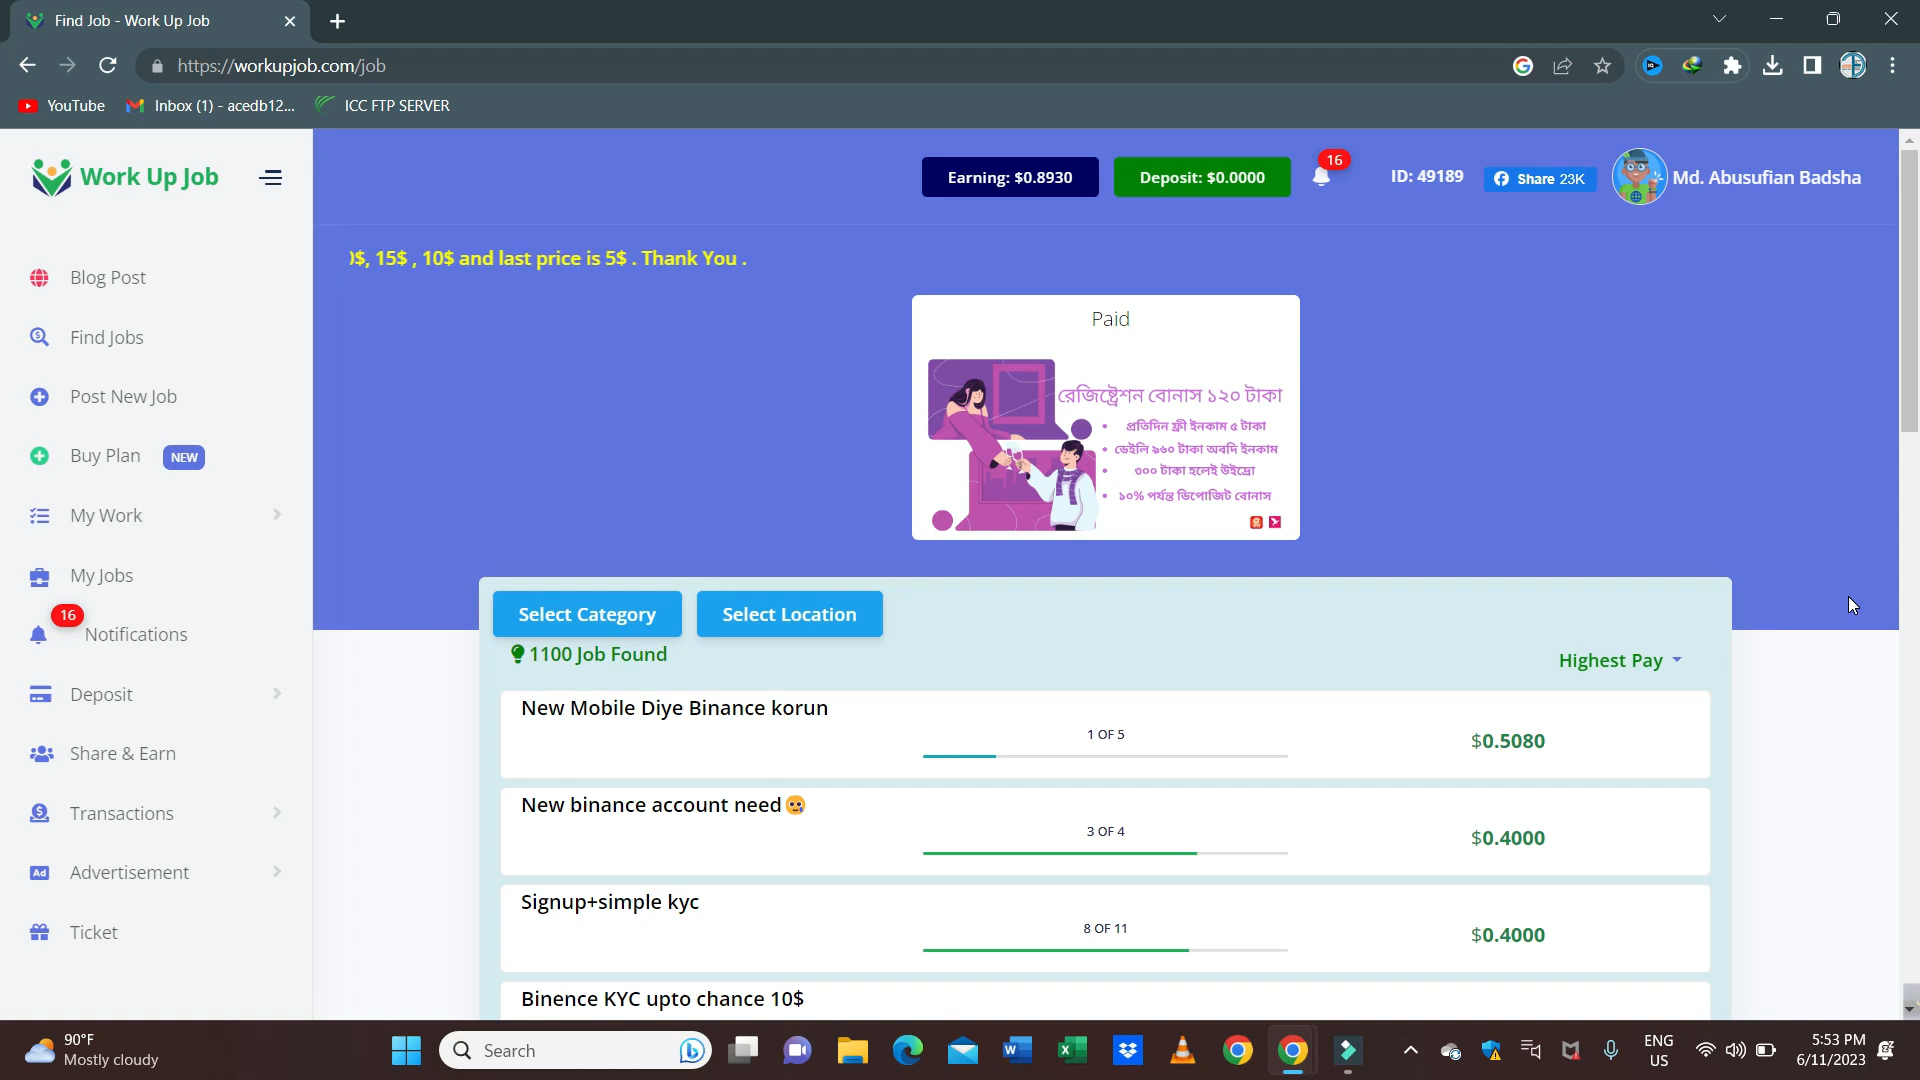 Find Job - Work Up Job
https://workupjob.com/job
YouTube
Inbox (1) - acedb12...
ICC FTP SERVER
Work Up Job
Earning: $0.8930
Deposit: $0.0000
16
ID: 49189
Share 23K
Md. Abusufian Badsha
Blog Post
Find Jobs
Post New Job
Buy Plan NEW
My Work
My Jobs
16
Notifications
Deposit
Share & Earn
Transactions
Ad Advertisement
Ticket
$, 15$ , 10$ and last price is 5$ . Thank You .
Paid
রেজিষ্ট্রেশন বোনাস ১২০ টাকা
• প্রতিদিন ফ্রী ইনকাম ৫ টাকা
• ডেইলি ৯৬০ টাকা অবদি ইনকাম
• ৩০০ টাকা হলেই উইড্রো
• ১০% পর্যন্ত ডিপোজিট বোনাস
Select Category
Select Location
1100 Job Found
Highest Pay
New Mobile Diye Binance korun
1 OF 5
$0.5080
New binance account need🥲
3 OF 4
$0.4000
Signup+simple kyc
8 OF 11
$0.4000
Binence KYC upto chance 10$
90°F
Mostly cloudy
Search
ENG
US
5:53 PM
6/11/2023